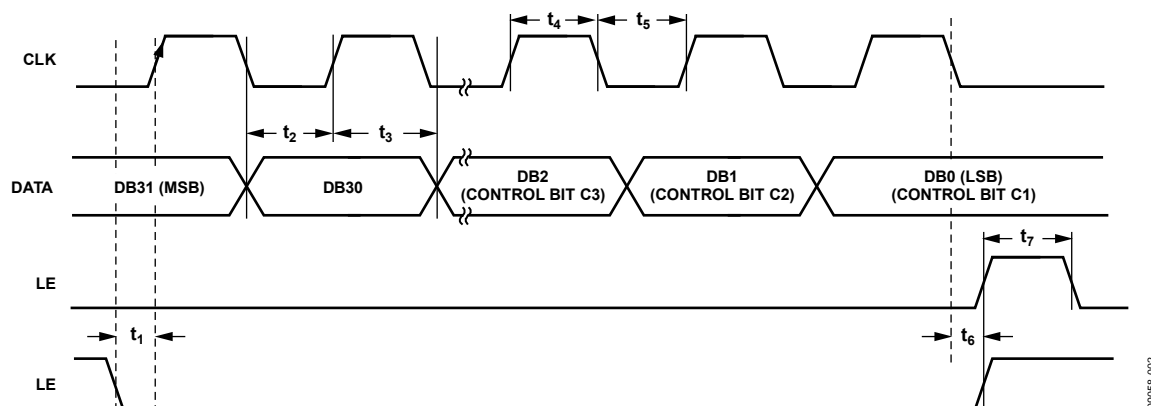 t4
t5
CLK
t2
t3
DATA
DB31 (MSB)
DB30
DB2
(CONTROL BIT C3)
DB1
(CONTROL BIT C2)
DB0 (LSB)
(CONTROL BIT C1)
t7
LE
t1
t6
LE